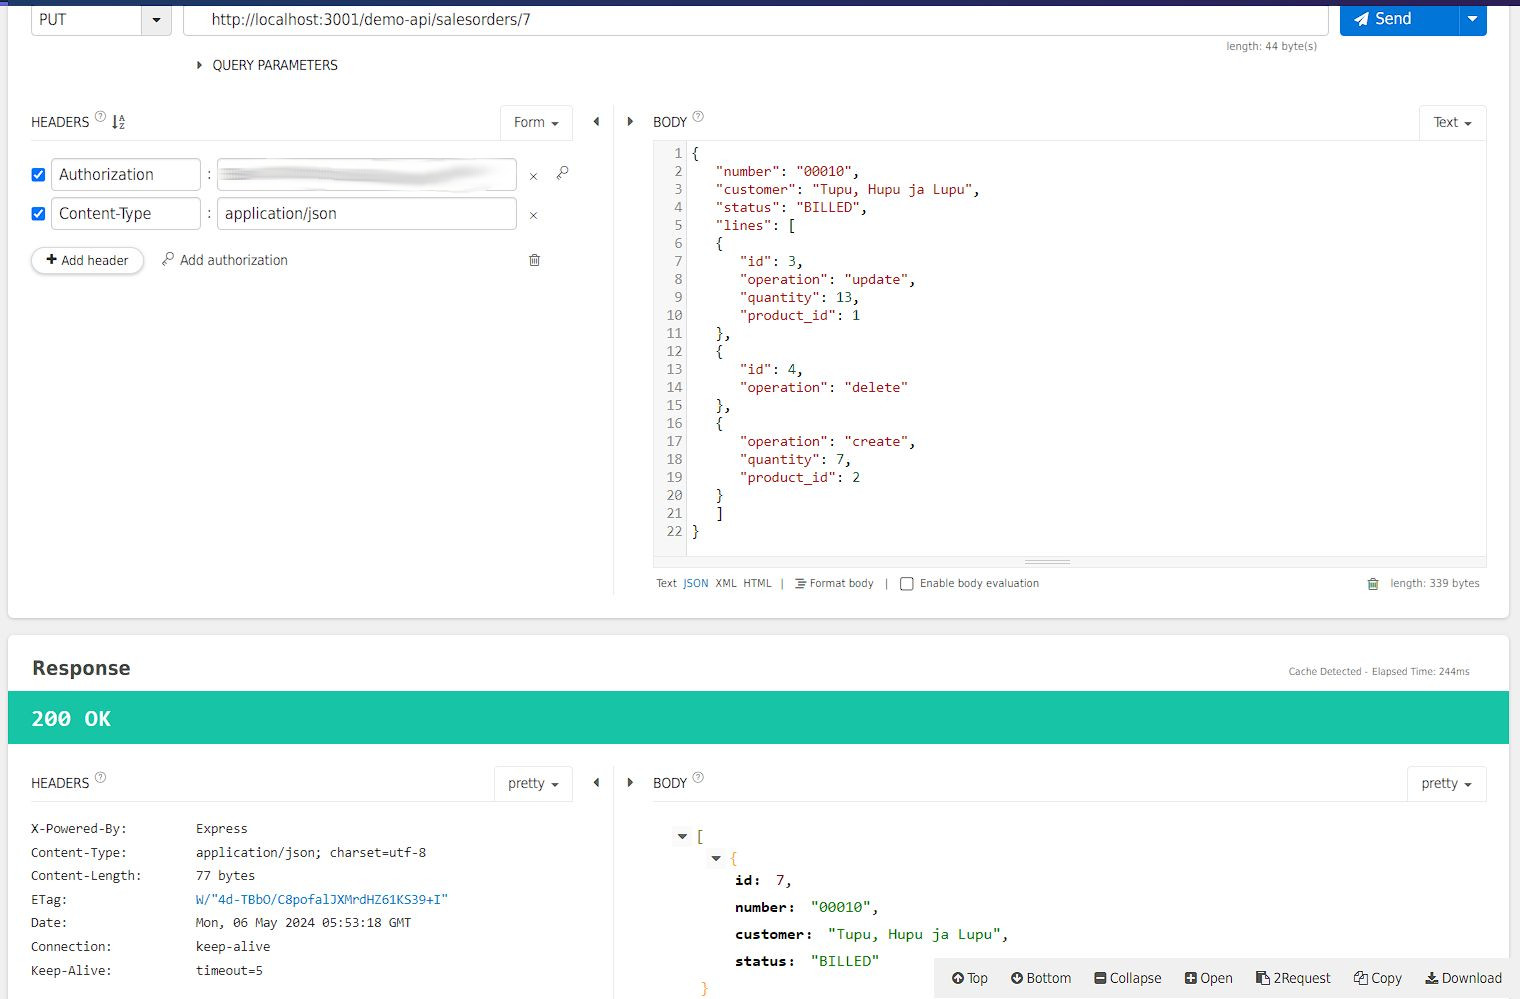 PUT
http://localhost:3001/demo-api/salesorders/7
Send
length: 44 byte(s)
QUERY PARAMETERS
HEADERS ? A Z
Form
Authorization :
Content-Type : application/json
Add header Add authorization
BODY ?
Text
1 {
2 "number": "00010",
3 "customer": "Tupu, Hupu ja Lupu",
4 "status": "BILLED",
5 "lines": [
6 {
7 "id": 3,
8 "operation": "update",
9 "quantity": 13,
10 "product_id": 1
11 },
12 {
13 "id": 4,
14 "operation": "delete"
15 },
16 {
17 "operation": "create",
18 "quantity": 7,
19 "product_id": 2
20 }
21 ]
22 }
Text JSON XML HTML | Format body | Enable body evaluation length: 339 bytes
Response
Cache Detected - Elapsed Time: 244ms
200 OK
HEADERS ?
pretty
X-Powered-By: Express
Content-Type: application/json; charset=utf-8
Content-Length: 77 bytes
ETag: W/"4d-TBbO/C8pofalJXMrdHZ61KS39+I"
Date: Mon, 06 May 2024 05:53:18 GMT
Connection: keep-alive
Keep-Alive: timeout=5
BODY ?
pretty
[
{
id: 7,
number: "00010",
customer: "Tupu, Hupu ja Lupu",
status: "BILLED"
}
Top Bottom Collapse Open 2Request Copy Download